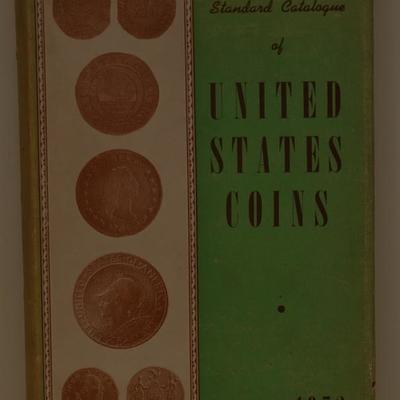 Standard Catalogue
of
UNITED
STATES
COINS